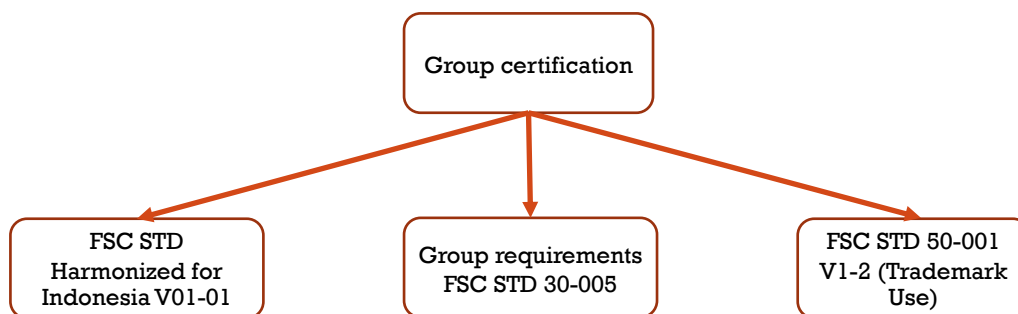 Group certification
FSC STD
Harmonized for
Indonesia V01-01
Group requirements
FSC STD 30-005
FSC STD 50-001
V1-2 (Trademark
Use)